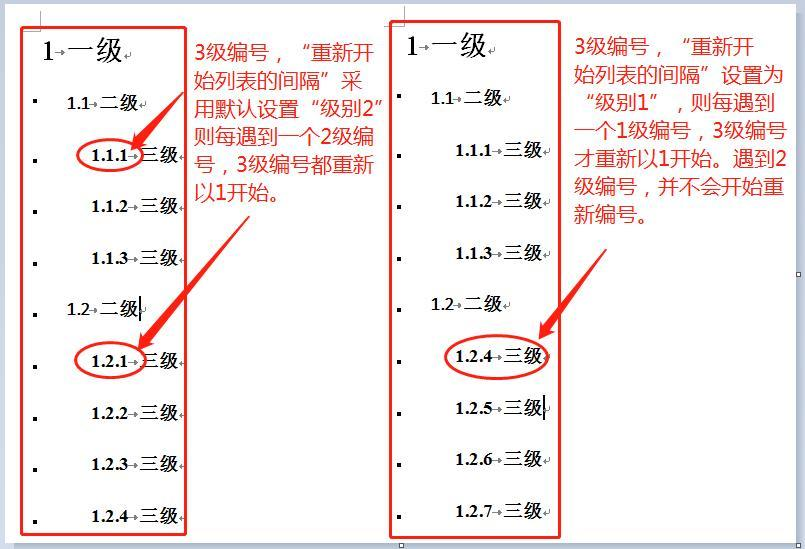 1 一级
1.1 二级
1.1.1 三级
1.1.2 三级
1.1.3 三级
1.2 二级
1.2.1 三级
1.2.2 三级
1.2.3 三级
1.2.4 三级
3级编号，“重新开
始列表的间隔”采
用默认设置“级别2”
则每遇到一个2级编
号，3级编号都重新
以1开始。
1 一级
1.1 二级
1.1.1 三级
1.1.2 三级
1.1.3 三级
1.2 二级
1.2.4 三级
1.2.5 三级
1.2.6 三级
1.2.7 三级
3级编号，“重新开
始列表的间隔”设置为
“级别1”，则每遇到
一个1级编号，3级编号
才重新以1开始。遇到2
级编号，并不会开始重
新编号。